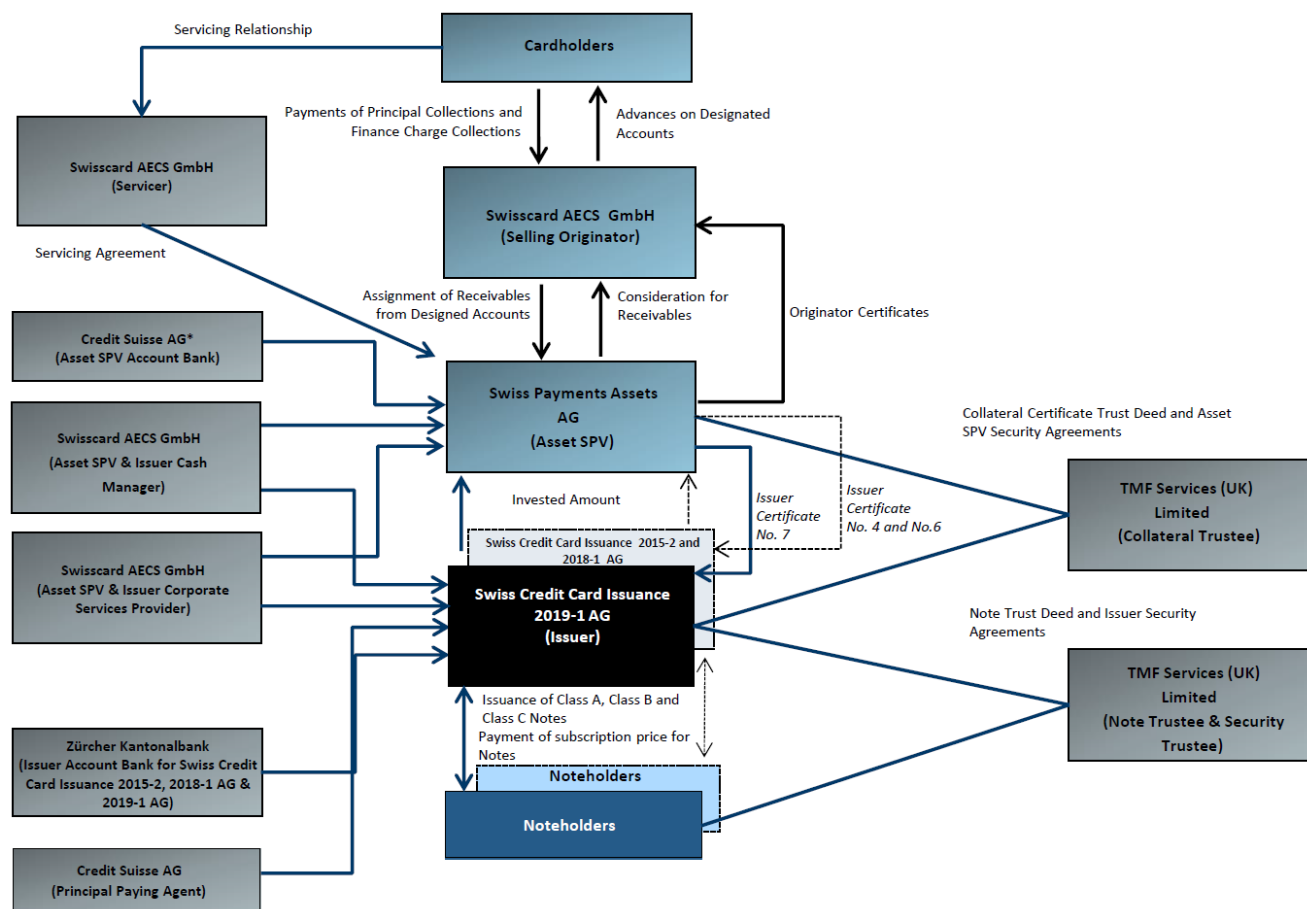 Servicing Relationship
Cardholders
Payments of Principal Collections and
Finance Charge Collections
Advances on Designated
Accounts
Swisscard AECS GmbH
(Servicer)
Swisscard AECS  GmbH
(Selling Originator)
Servicing Agreement
Assignment of Receivables
from Designed Accounts
Consideration for
Receivables
Originator Certificates
Credit Suisse AG*
(Asset SPV Account Bank)
Swiss Payments Assets
AG
(Asset SPV)
Collateral Certificate Trust Deed and Asset
SPV Security Agreements
Swisscard AECS GmbH
(Asset SPV & Issuer Cash
Manager)
Invested Amount
Issuer
Certificate
No. 7
Issuer
Certificate
No. 4 and No.6
TMF Services (UK)
Limited
(Collateral Trustee)
Swiss Credit Card Issuance  2015-2 and
2018-1  AG
Swisscard AECS GmbH
(Asset SPV & Issuer Corporate
Services Provider)
Swiss Credit Card Issuance
2019-1 AG
(Issuer)
Note Trust Deed and Issuer Security
Agreements
TMF Services (UK)
Limited
(Note Trustee & Security
Trustee)
Issuance of Class A, Class B and
Class C Notes
Payment of subscription price for
Notes
Zürcher Kantonalbank
(Issuer Account Bank for Swiss Credit
Card Issuance 2015-2, 2018-1 AG &
2019-1 AG)
Noteholders
Noteholders
Credit Suisse AG
(Principal Paying Agent)